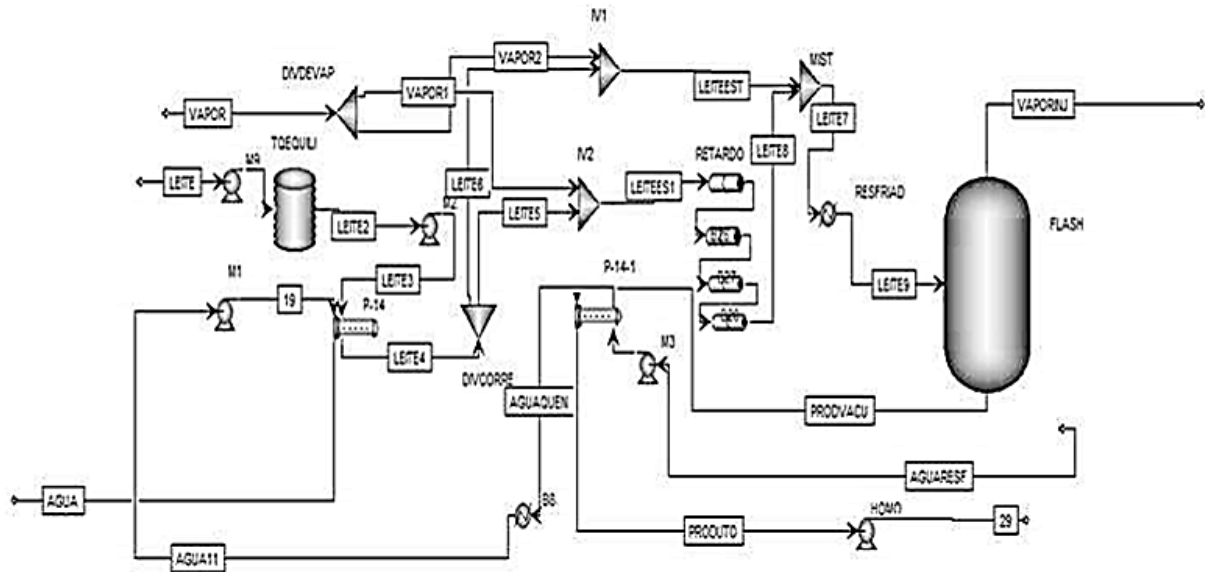 IV1
VAPOR2
MIST
DIVDEVAP
VAPOR1
LEITEEST
VAPOR
LEITE7
VAPORINJ
TQEQUILI
M9
IV2
RETARDO
LEITE8
LEITE
LEITE6
LEITEES1
RESFRIAD
LEITE2
M2
LEITE5
FLASH
P-14-1
M1
19
LEITE3
P-14
LEITE9
LEITE4
M3
DIVCORRE
AGUAQUEN
PRODVACU
AGUARESF
AGUA
B8
HOMO
PRODUTO
29
AGUA11